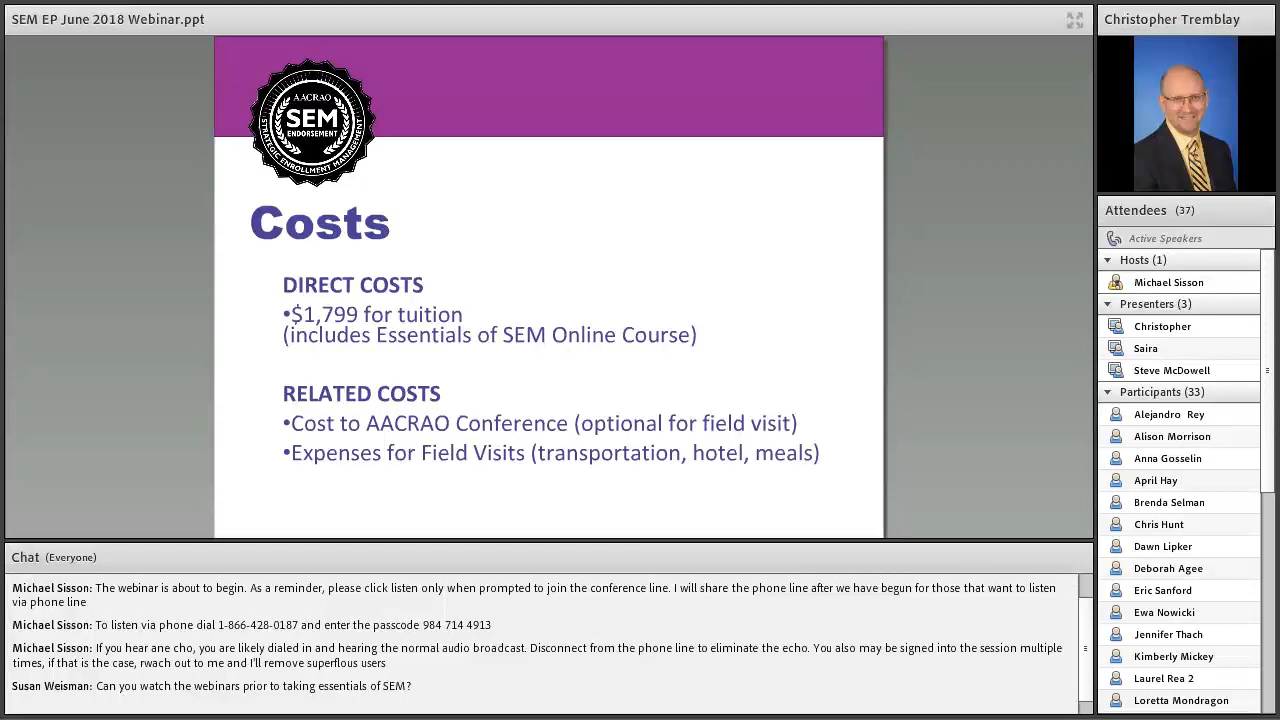 SEM EP June 2018 Webinar.ppt
AACRAO
SEM
ENDORSEMENT
STRATEGIC ENROLLMENT MANAGEMENT
Costs
DIRECT COSTS
•$1,799 for tuition
(includes Essentials of SEM Online Course)
RELATED COSTS
•Cost to AACRAO Conference (optional for field visit)
•Expenses for Field Visits (transportation, hotel, meals)
Chat (Everyone)
Michael Sisson: The webinar is about to begin. As a reminder, please click listen only when prompted to join the conference line. I will share the phone line after we have begun for those that want to listen
via phone line
Michael Sisson: To listen via phone dial 1-866-428-0187 and enter the passcode 984 714 4913
Michael Sisson: If you hear ane cho, you are likely dialed in and hearing the normal audio broadcast. Disconnect from the phone line to eliminate the echo. You also may be signed into the session multiple
times, if that is the case, rwach out to me and I'll remove superflous users
Susan Weisman: Can you watch the webinars prior to taking essentials of SEM?
Christopher Tremblay
Attendees (37)
Active Speakers
Hosts (1)
Michael Sisson
Presenters (3)
Christopher
Saira
Steve McDowell
Participants (33)
Alejandro Rey
Alison Morrison
Anna Gosselin
April Hay
Brenda Selman
Chris Hunt
Dawn Lipker
Deborah Agee
Eric Sanford
Ewa Nowicki
Jennifer Thach
Kimberly Mickey
Laurel Rea 2
Loretta Mondragon